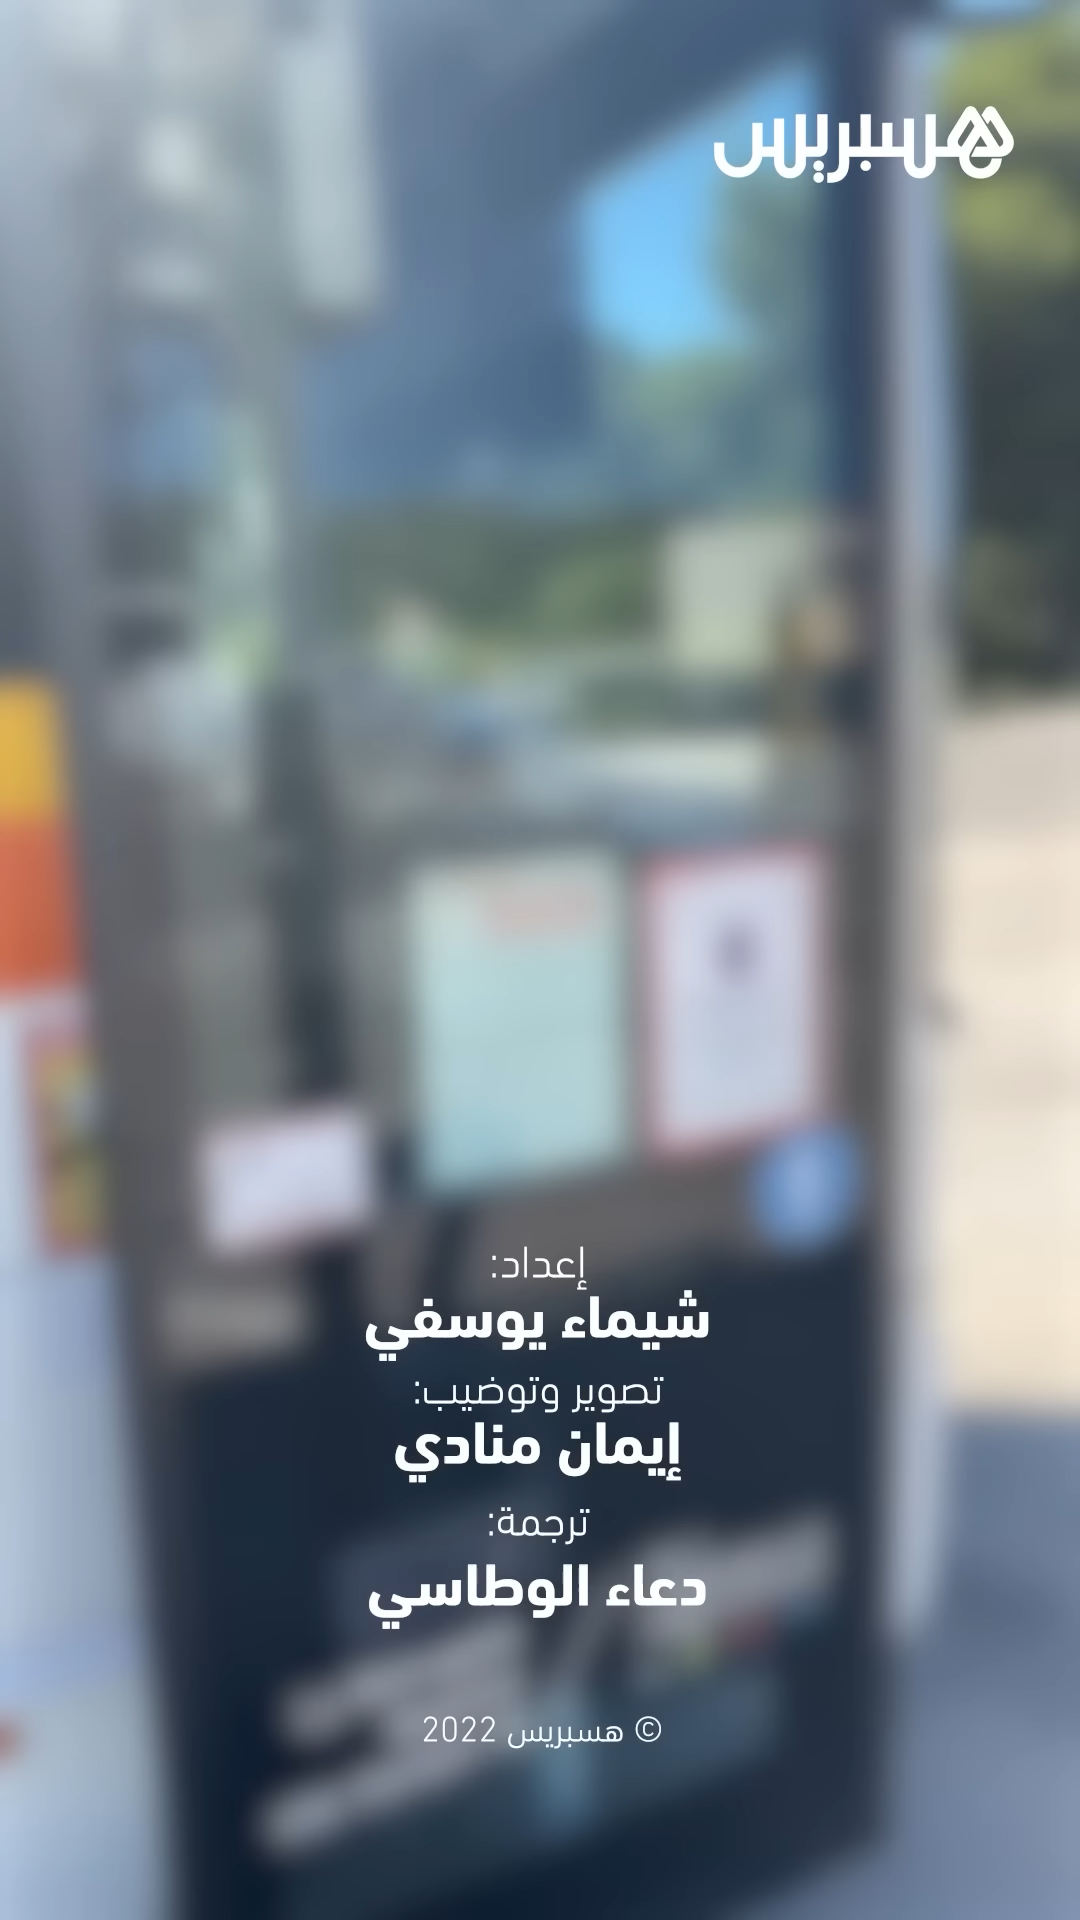 هسبريس
إعداد:
شيماء يوسفي
تصوير وتوضيب:
إيمان منادي
ترجمة:
دعاء الوطاسي
© هسبريس 2022